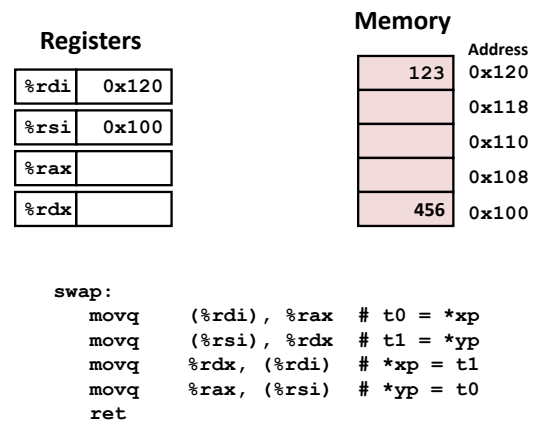 Registers
%rdi 0x120
%rsi 0x100
%rax
%rdx
Memory
Address
123 0x120
0x118
0x110
0x108
456 0x100
swap:
movq (%rdi), %rax # t0 = *xp
movq (%rsi), %rdx # t1 = *yp
movq %rdx, (%rdi) # *xp = t1
movq %rax, (%rsi) # *yp = t0
ret